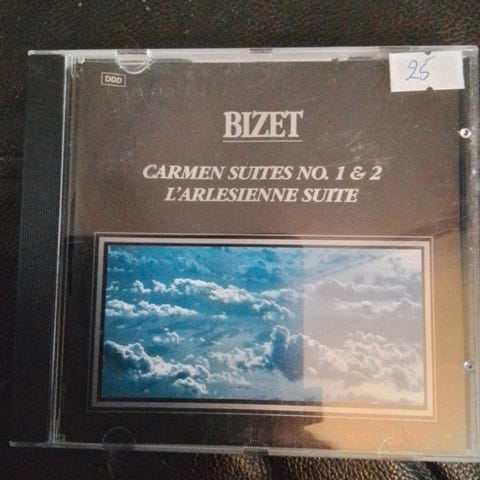 DDD
25
BIZET
CARMEN SUITES NO. 1 & 2
L'ARLESIENNE SUITE